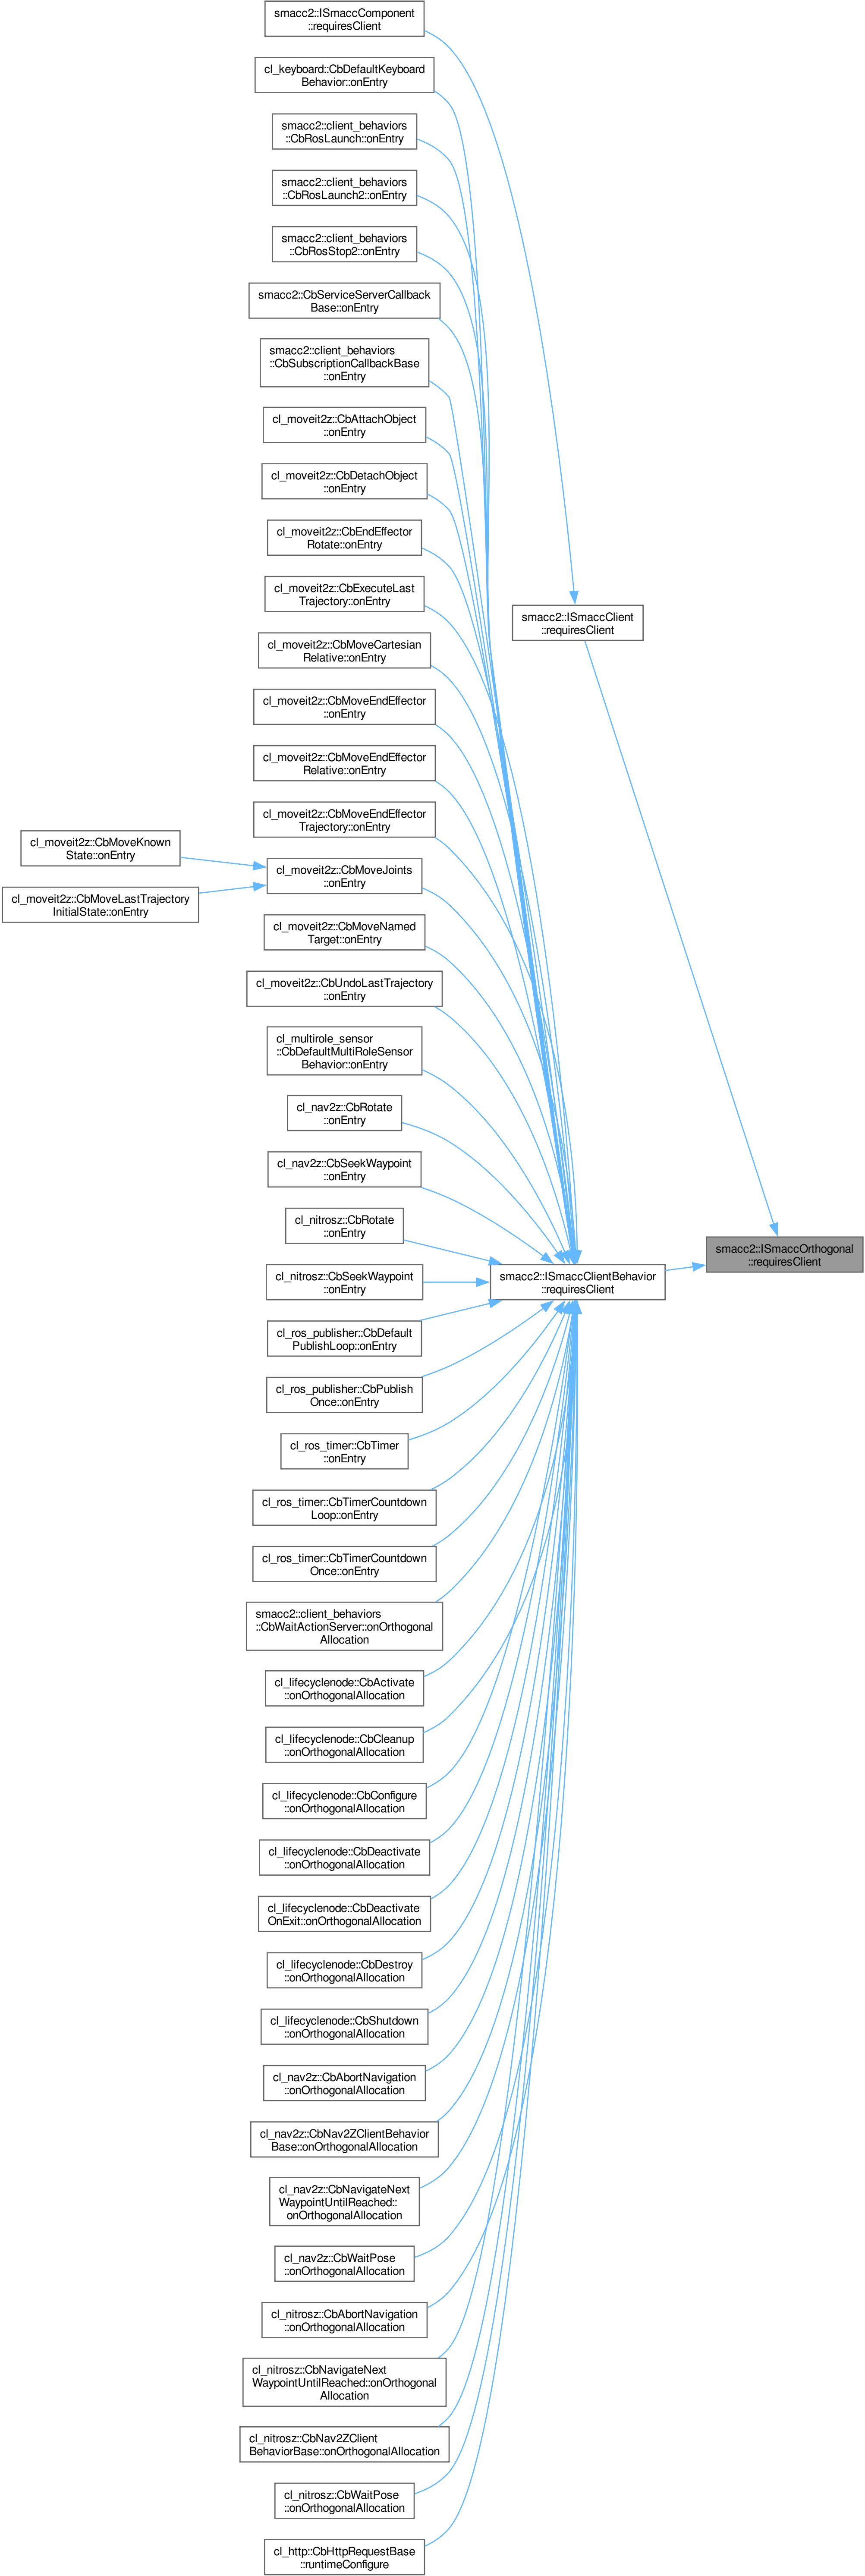 smacc2::ISmaccComponent
::requiresClient
cl_keyboard::CbDefaultKeyboard
Behavior::onEntry
smacc2::client_behaviors
::CbRosLaunch::onEntry
smacc2::client_behaviors
::CbRosLaunch2::onEntry
smacc2::client_behaviors
::CbRosStop2::onEntry
smacc2::CbServiceServerCallback
Base::onEntry
smacc2::client_behaviors
::CbSubscriptionCallbackBase
::onEntry
cl_moveit2z::CbAttachObject
::onEntry
cl_moveit2z::CbDetachObject
::onEntry
cl_moveit2z::CbEndEffector
Rotate::onEntry
cl_moveit2z::CbExecuteLast
Trajectory::onEntry
smacc2::ISmaccClient
::requiresClient
cl_moveit2z::CbMoveCartesian
Relative::onEntry
cl_moveit2z::CbMoveEndEffector
::onEntry
cl_moveit2z::CbMoveEndEffector
Relative::onEntry
cl_moveit2z::CbMoveEndEffector
Trajectory::onEntry
cl_moveit2z::CbMoveKnown
State::onEntry
cl_moveit2z::CbMoveJoints
::onEntry
cl_moveit2z::CbMoveLastTrajectory
InitialState::onEntry
cl_moveit2z::CbMoveNamed
Target::onEntry
cl_moveit2z::CbUndoLastTrajectory
::onEntry
cl_multirole_sensor
::CbDefaultMultiRoleSensor
Behavior::onEntry
cl_nav2z::CbRotate
::onEntry
cl_nav2z::CbSeekWaypoint
::onEntry
cl_nitrosz::CbRotate
::onEntry
smacc2::ISmaccOrthogonal
::requiresClient
cl_nitrosz::CbSeekWaypoint
::onEntry
smacc2::ISmaccClientBehavior
::requiresClient
cl_ros_publisher::CbDefault
PublishLoop::onEntry
cl_ros_publisher::CbPublish
Once::onEntry
cl_ros_timer::CbTimer
::onEntry
cl_ros_timer::CbTimerCountdown
Loop::onEntry
cl_ros_timer::CbTimerCountdown
Once::onEntry
smacc2::client_behaviors
::CbWaitActionServer::onOrthogonal
Allocation
cl_lifecyclenode::CbActivate
::onOrthogonalAllocation
cl_lifecyclenode::CbCleanup
::onOrthogonalAllocation
cl_lifecyclenode::CbConfigure
::onOrthogonalAllocation
cl_lifecyclenode::CbDeactivate
::onOrthogonalAllocation
cl_lifecyclenode::CbDeactivate
OnExit::onOrthogonalAllocation
cl_lifecyclenode::CbDestroy
::onOrthogonalAllocation
cl_lifecyclenode::CbShutdown
::onOrthogonalAllocation
cl_nav2z::CbAbortNavigation
::onOrthogonalAllocation
cl_nav2z::CbNav2ZClientBehavior
Base::onOrthogonalAllocation
cl_nav2z::CbNavigateNext
WaypointUntilReached::
onOrthogonalAllocation
cl_nav2z::CbWaitPose
::onOrthogonalAllocation
cl_nitrosz::CbAbortNavigation
::onOrthogonalAllocation
cl_nitrosz::CbNavigateNext
WaypointUntilReached::onOrthogonal
Allocation
cl_nitrosz::CbNav2ZClient
BehaviorBase::onOrthogonalAllocation
cl_nitrosz::CbWaitPose
::onOrthogonalAllocation
cl_http::CbHttpRequestBase
::runtimeConfigure